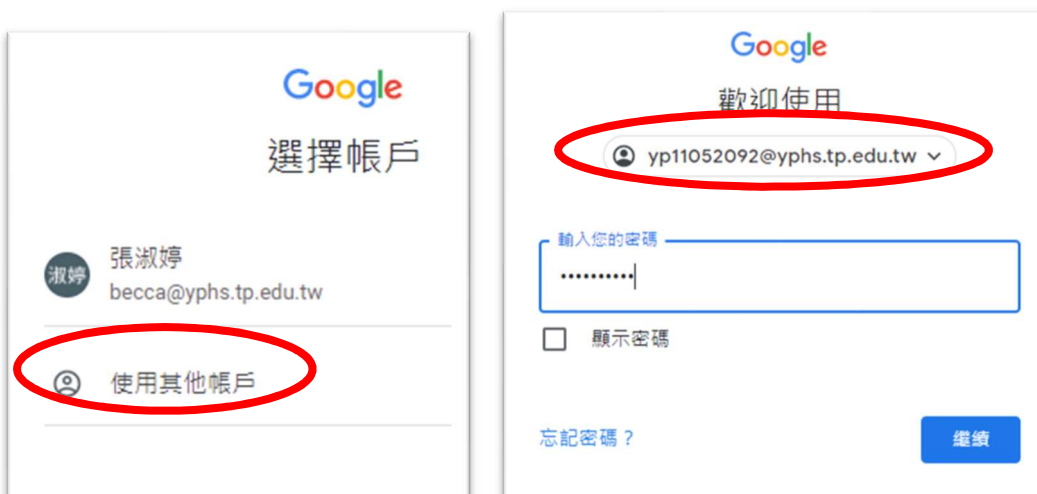 Google
選擇帳戶
淑婷
張淑婷
becca@yphs.tp.edu.tw
使用其他帳戶
Google
歡迎使用
yp11052092@yphs.tp.edu.tw
輸入您的密碼
••••••••••
顯示密碼
忘記密碼？
繼續